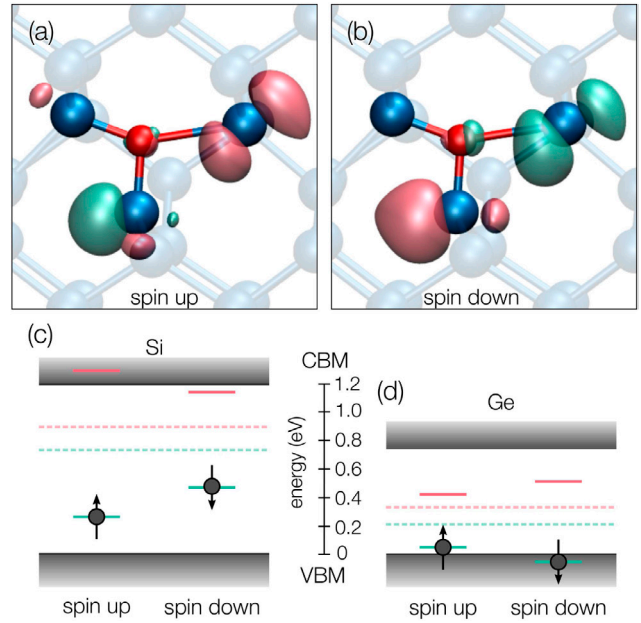 (a)
spin up
(b)
spin down
(c)
Si
CBM
1.2
1.0
0.8
0.6
0.4
0.2
0
energy (eV)
VBM
spin up
spin down
(d)
Ge
spin up
spin down